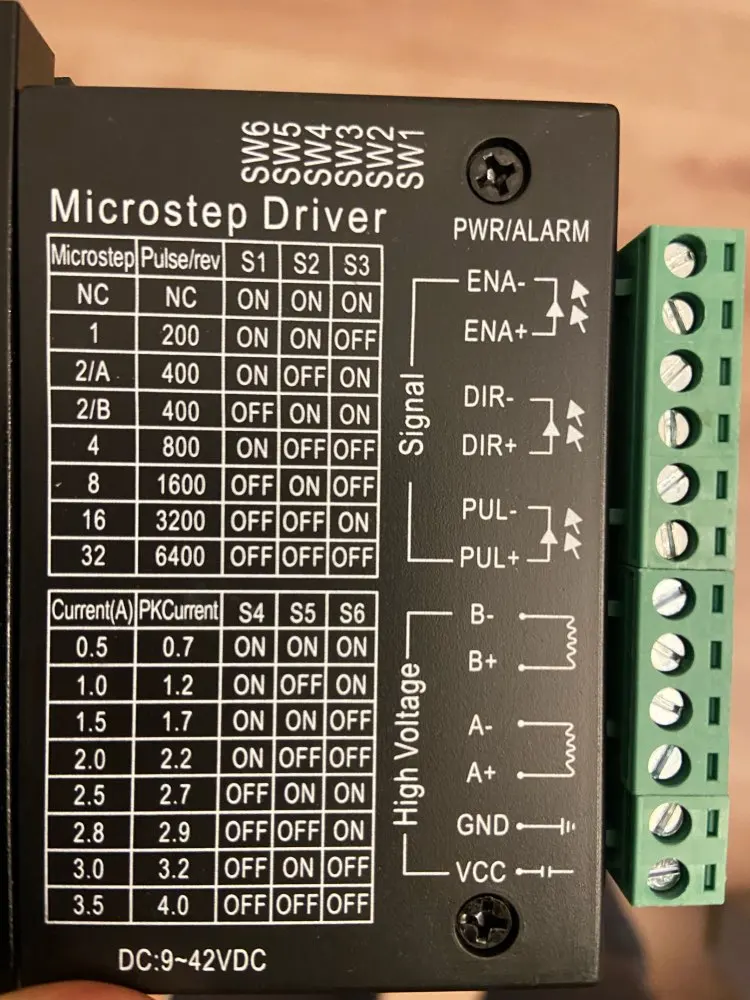 SW6
SW5
SW4
SW3
SW2
SW1
Microstep Driver
PWR/ALARM
Microstep Pulse/rev S1 S2 S3
NC NC ON ON ON
1 200 ON ON OFF
2/A 400 ON OFF ON
2/B 400 OFF ON ON
4 800 ON OFF OFF
8 1600 OFF ON OFF
16 3200 OFF OFF ON
32 6400 OFF OFF OFF
Current(A) PKCurrent S4 S5 S6
0.5 0.7 ON ON ON
1.0 1.2 ON OFF ON
1.5 1.7 ON ON OFF
2.0 2.2 ON OFF OFF
2.5 2.7 OFF ON ON
2.8 2.9 OFF OFF ON
3.0 3.2 OFF ON OFF
3.5 4.0 OFF OFF OFF
DC:9~42VDC
Signal
ENA-
ENA+
DIR-
DIR+
PUL-
PUL+
High Voltage
B-
B+
A-
A+
GND
VCC